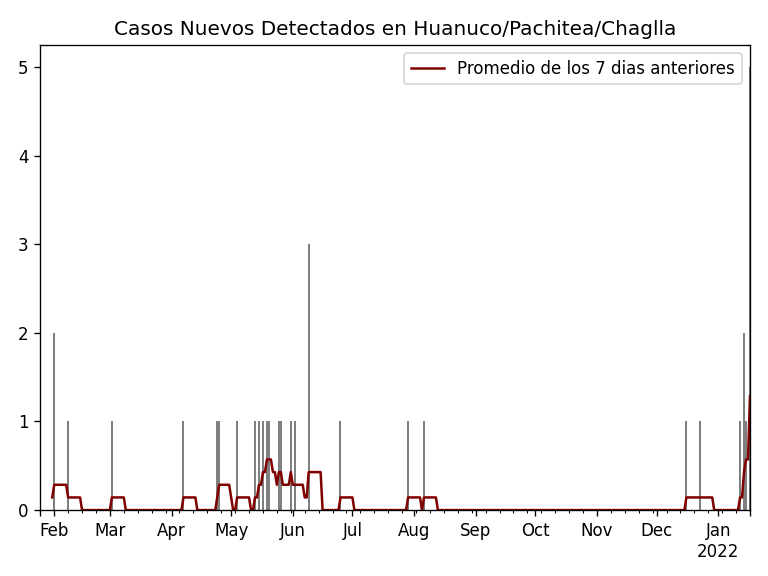 Casos Nuevos Detectados en Huanuco/Pachitea/Chaglla
Promedio de los 7 dias anteriores
5
4
3
2
1
0
Feb Mar Apr May Jun Jul Aug Sep Oct Nov Dec Jan
2022